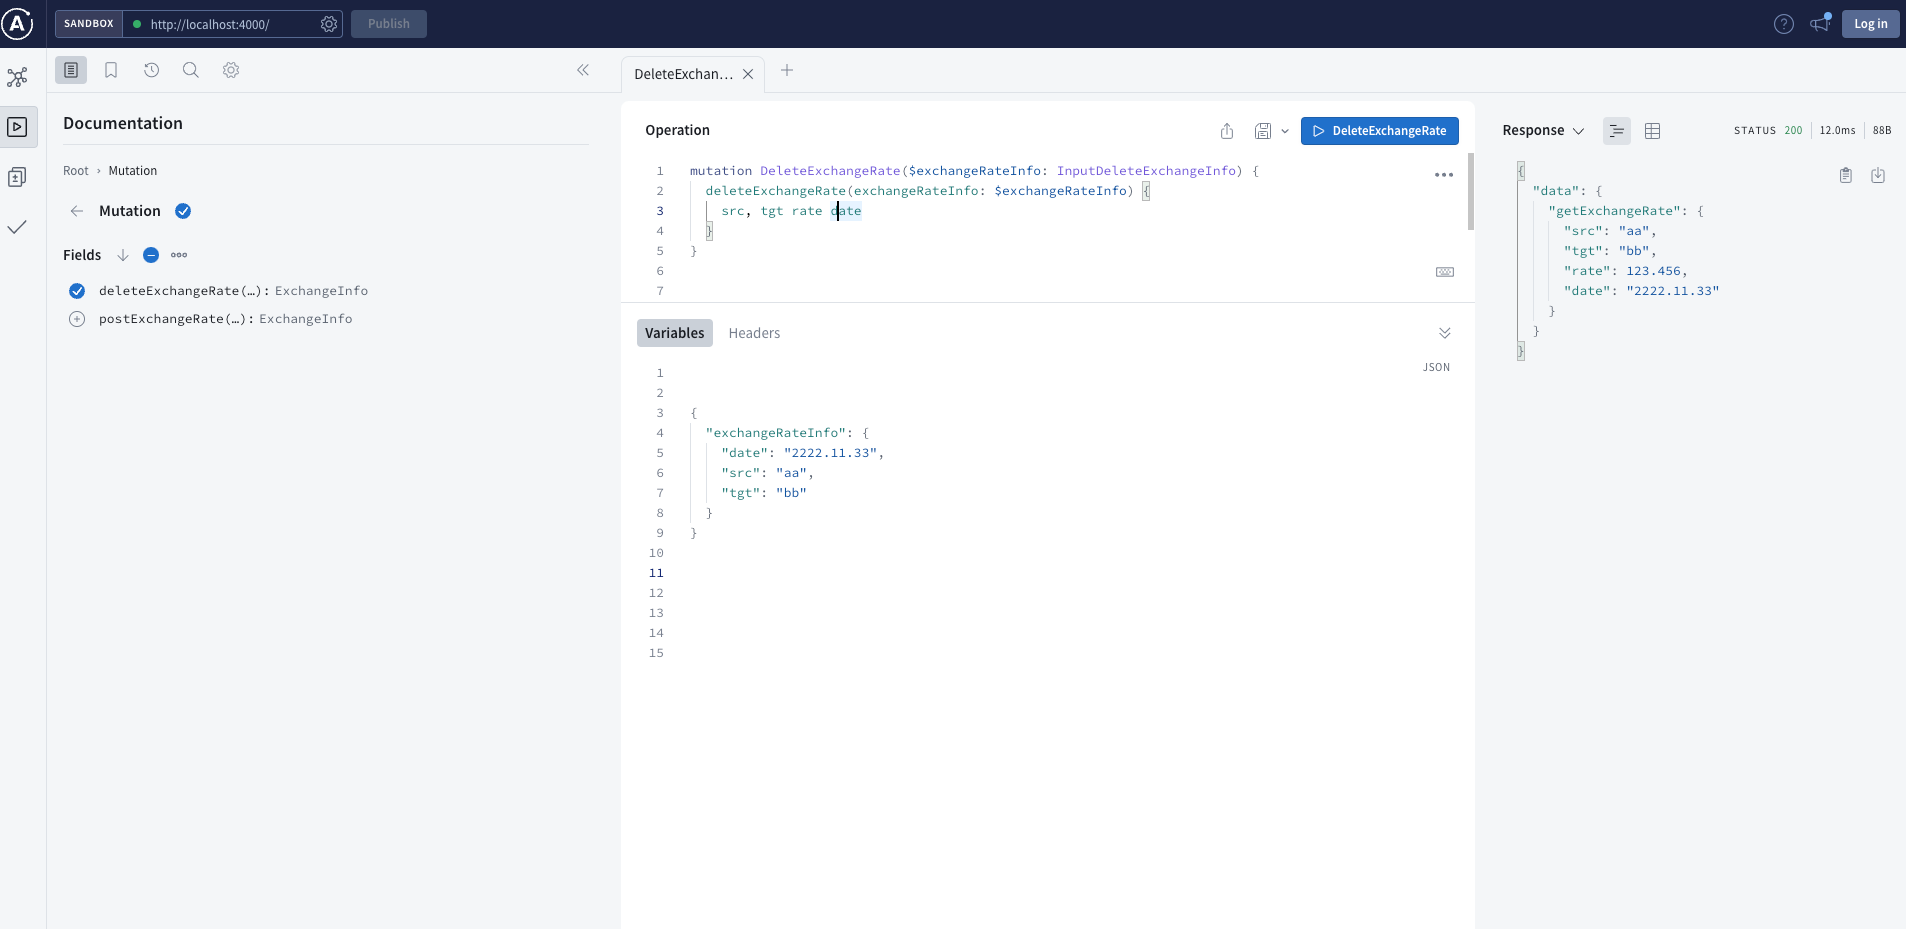 SANDBOX
http://localhost:4000/
Publish
Log in
DeleteExchan...
Documentation
Root › Mutation
Mutation
Fields
deleteExchangeRate(…): ExchangeInfo
postExchangeRate(…): ExchangeInfo
Operation
DeleteExchangeRate
1 mutation DeleteExchangeRate($exchangeRateInfo: InputDeleteExchangeInfo) {
2 deleteExchangeRate(exchangeRateInfo: $exchangeRateInfo) {
3 src, tgt rate date
4 }
5 }
6
7
Variables
Headers
JSON
1
2
3 {
4 "exchangeRateInfo": {
5 "date": "2222.11.33",
6 "src": "aa",
7 "tgt": "bb"
8 }
9 }
10
11
12
13
14
15
Response
STATUS 200
12.0ms
88B
{
"data": {
"getExchangeRate": {
"src": "aa",
"tgt": "bb",
"rate": 123.456,
"date": "2222.11.33"
}
}
}